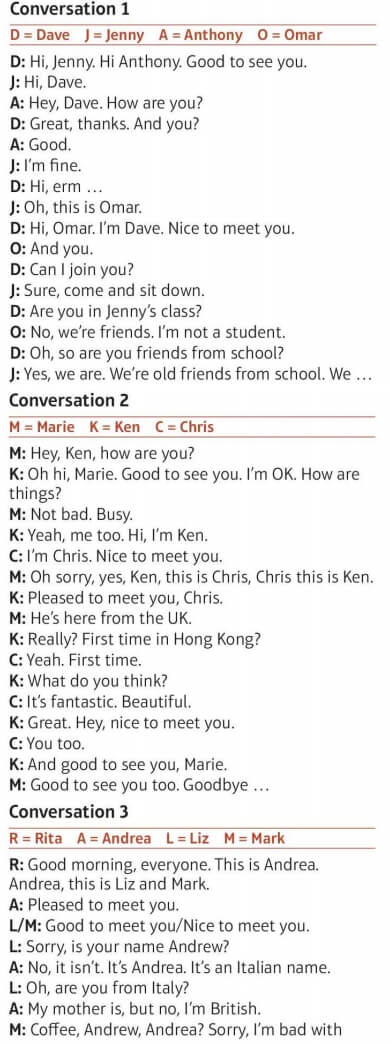 Conversation 1
D = Dave J = Jenny A = Anthony O = Omar
D: Hi, Jenny. Hi Anthony. Good to see you.
J: Hi, Dave.
A: Hey, Dave. How are you?
D: Great, thanks. And you?
A: Good.
J: I'm fine.
D: Hi, erm …
J: Oh, this is Omar.
D: Hi, Omar. I'm Dave. Nice to meet you.
O: And you.
D: Can I join you?
J: Sure, come and sit down.
D: Are you in Jenny's class?
O: No, we're friends. I'm not a student.
D: Oh, so are you friends from school?
J: Yes, we are. We're old friends from school. We …
Conversation 2
M = Marie K = Ken C = Chris
M: Hey, Ken, how are you?
K: Oh hi, Marie. Good to see you. I'm OK. How are
things?
M: Not bad. Busy.
K: Yeah, me too. Hi, I'm Ken.
C: I'm Chris. Nice to meet you.
M: Oh sorry, yes, Ken, this is Chris, Chris this is Ken.
K: Pleased to meet you, Chris.
M: He's here from the UK.
K: Really? First time in Hong Kong?
C: Yeah. First time.
K: What do you think?
C: It's fantastic. Beautiful.
K: Great. Hey, nice to meet you.
C: You too.
K: And good to see you, Marie.
M: Good to see you too. Goodbye …
Conversation 3
R = Rita A = Andrea L = Liz M = Mark
R: Good morning, everyone. This is Andrea.
Andrea, this is Liz and Mark.
A: Pleased to meet you.
L/M: Good to meet you/Nice to meet you.
L: Sorry, is your name Andrew?
A: No, it isn't. It's Andrea. It's an Italian name.
L: Oh, are you from Italy?
A: My mother is, but no, I'm British.
M: Coffee, Andrew, Andrea? Sorry, I'm bad with